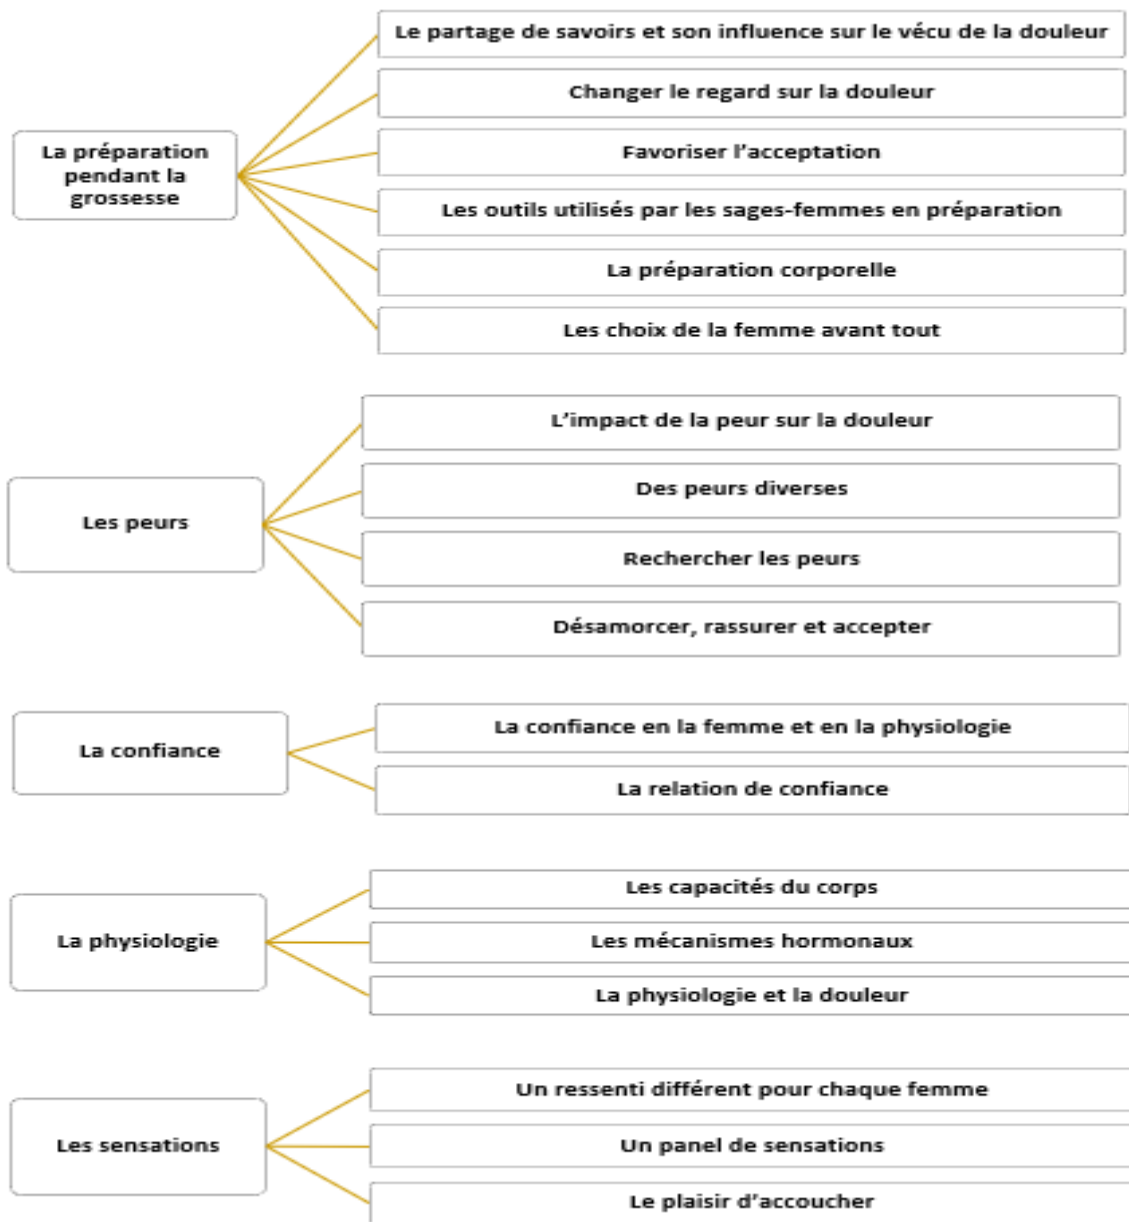 La préparation
pendant la
grossesse
Le partage de savoirs et son influence sur le vécu de la douleur
Changer le regard sur la douleur
Favoriser l'acceptation
Les outils utilisés par les sages-femmes en préparation
La préparation corporelle
Les choix de la femme avant tout
Les peurs
L'impact de la peur sur la douleur
Des peurs diverses
Rechercher les peurs
Désamorcer, rassurer et accepter
La confiance
La confiance en la femme et en la physiologie
La relation de confiance
La physiologie
Les capacités du corps
Les mécanismes hormonaux
La physiologie et la douleur
Les sensations
Un ressenti différent pour chaque femme
Un panel de sensations
Le plaisir d'accoucher